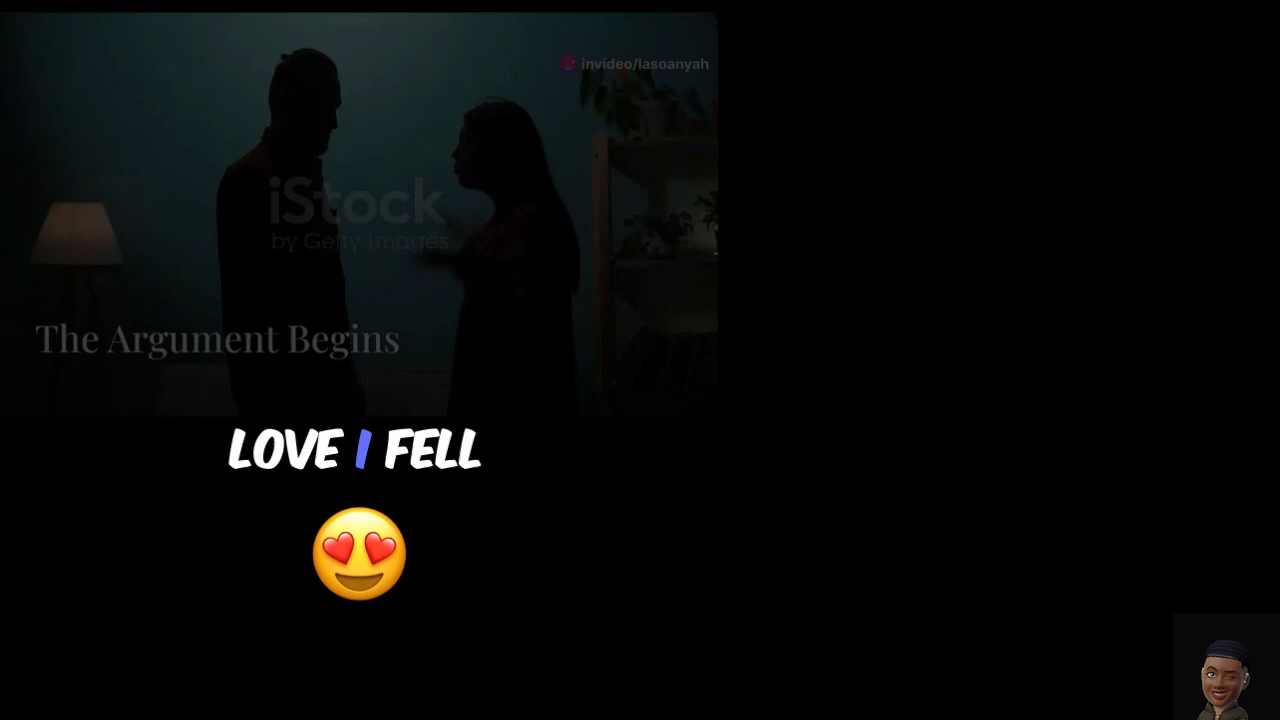 invideo/lasoanyah
iStock
by Getty Images
The Argument Begins
LOVE I FELL